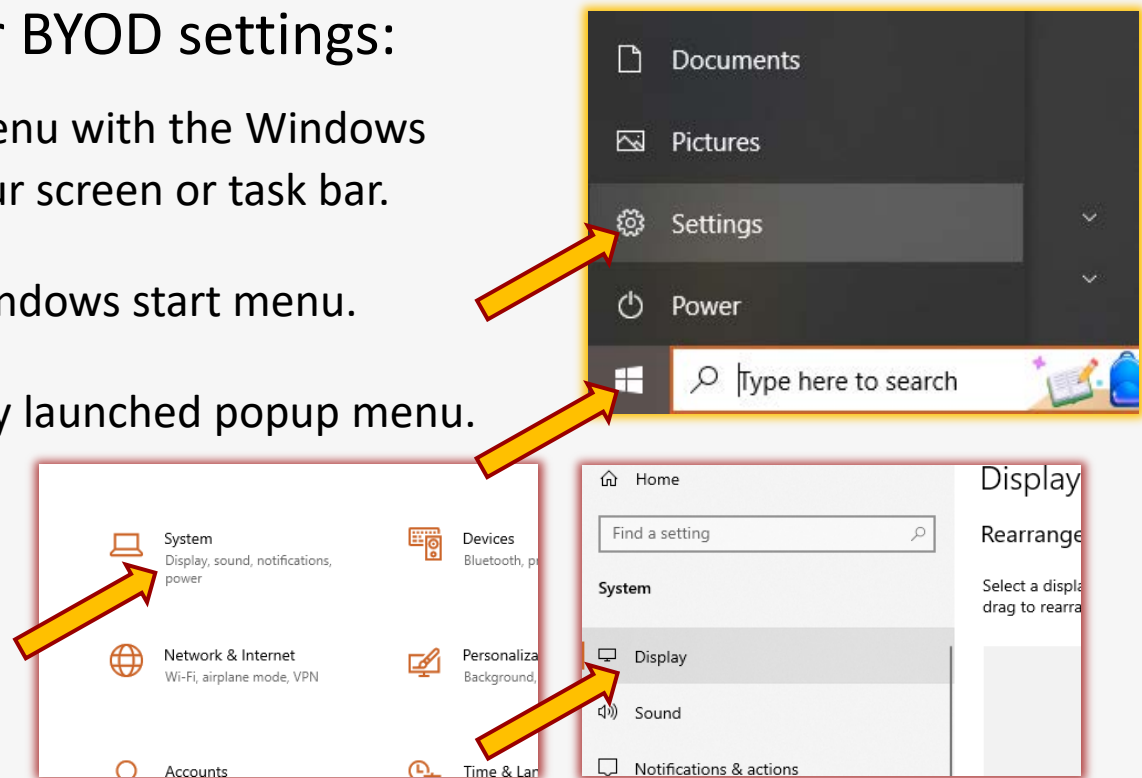 r BYOD settings:
enu with the Windows
ur screen or task bar.
ndows start menu.
y launched popup menu.
Documents
Pictures
Settings
Power
Type here to search
System
Display, sound, notifications,
power
Devices
Bluetooth, p
Network & Internet
Wi-Fi, airplane mode, VPN
Personaliza
Background,
Accounts
Time & Lan
Home
Find a setting
System
Display
Sound
Notifications & actions
Display
Rearrange
Select a displa
drag to rearra